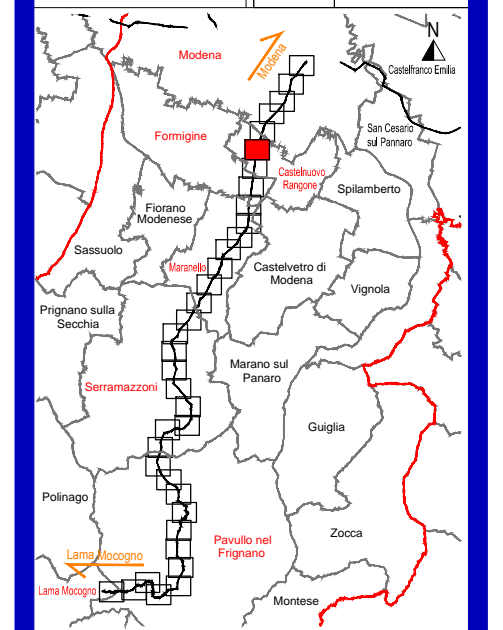 N
Modena
Modena
Castelfranco Emilia
San Cesario
sul Pannaro
Formigine
Castelnuovo
Rangone
Spilamberto
Fiorano
Modenese
Sassuolo
Maranello
Castelvetro di
Modena
Vignola
Prignano sulla
Secchia
Marano sul
Panaro
Serramazzoni
Guiglia
Polinago
Zocca
Pavullo nel
Frignano
Lama Mocogno
Lama Mocogno
Montese